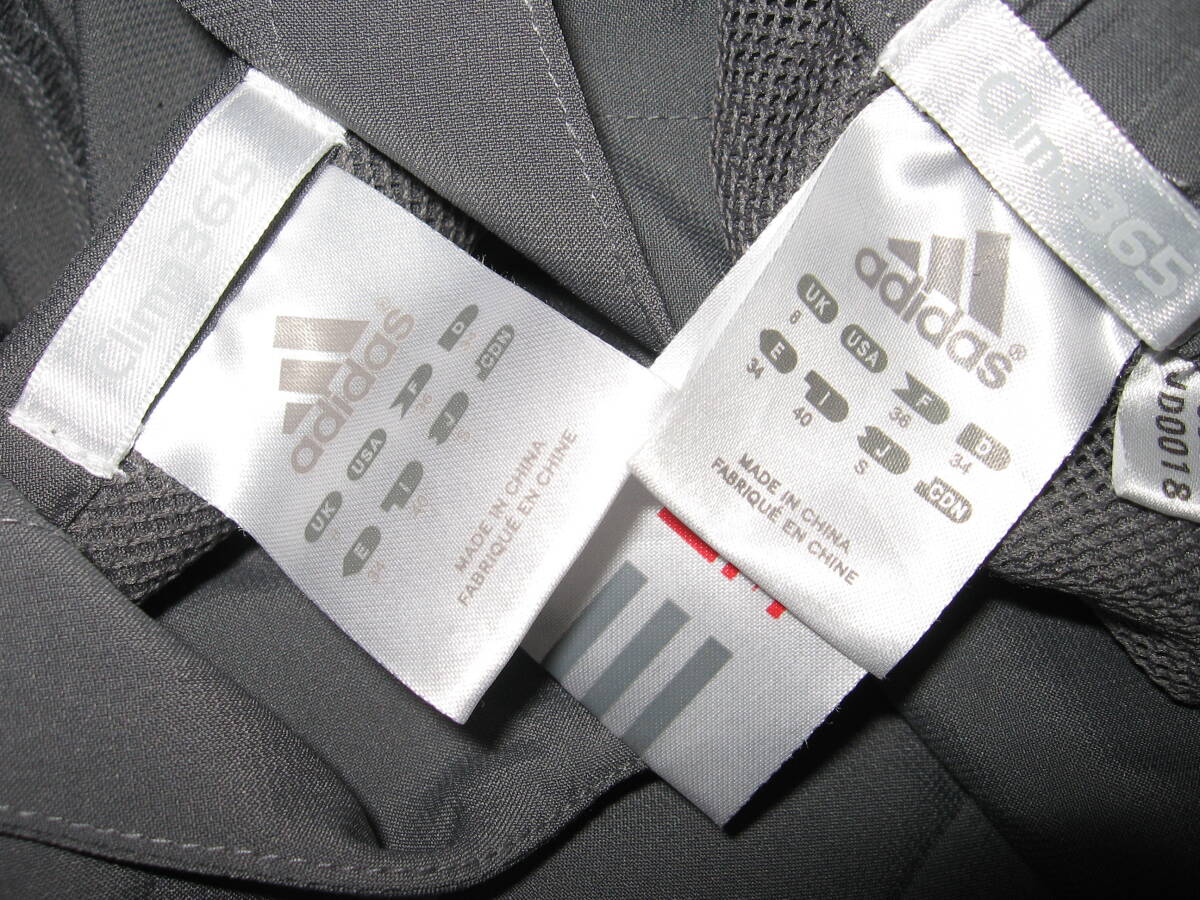 Clima365
adidas®
UK USA F D
E I J CDN
34
MADE IN CHINA
FABRIQUÉ EN CHINE
Clima365
adidas®
UK USA F D
8 36 34
E I J CDN
34 40 S
MADE IN CHINA
FABRIQUÉ EN CHINE
VD0018